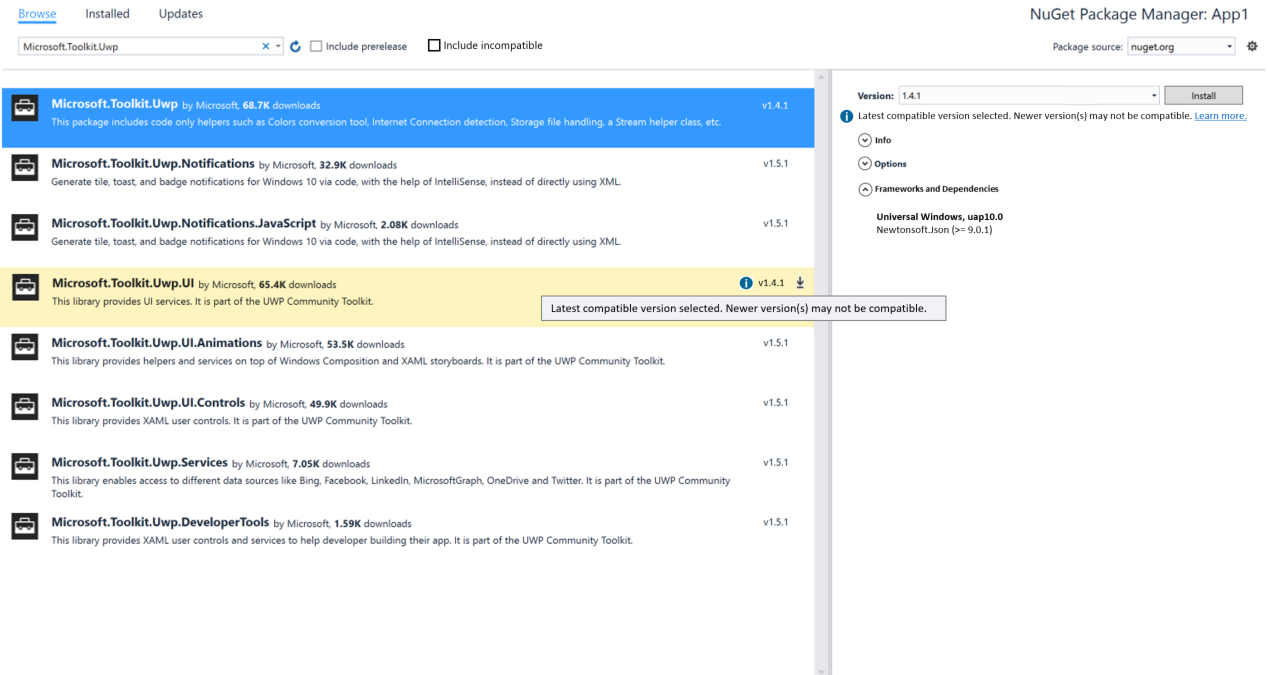 Browse Installed Updates NuGet Package Manager: App1
Microsoft.Toolkit.Uwp Include prerelease Include incompatible Package source: nuget.org
Microsoft.Toolkit.Uwp by Microsoft, 68.7K downloads v1.4.1
This package includes code only helpers such as Colors conversion tool, Internet Connection detection, Storage file handling, a Stream helper class, etc.
Microsoft.Toolkit.Uwp.Notifications by Microsoft, 32.9K downloads v1.5.1
Generate tile, toast, and badge notifications for Windows 10 via code, with the help of IntelliSense, instead of directly using XML.
Microsoft.Toolkit.Uwp.Notifications.JavaScript by Microsoft, 2.08K downloads v1.5.1
Generate tile, toast, and badge notifications for Windows 10 via code, with the help of IntelliSense, instead of directly using XML.
Microsoft.Toolkit.Uwp.UI by Microsoft, 65.4K downloads v1.4.1
This library provides UI services. It is part of the UWP Community Toolkit.
Latest compatible version selected. Newer version(s) may not be compatible.
Microsoft.Toolkit.Uwp.UI.Animations by Microsoft, 53.5K downloads v1.5.1
This library provides helpers and services on top of Windows Composition and XAML storyboards. It is part of the UWP Community Toolkit.
Microsoft.Toolkit.Uwp.UI.Controls by Microsoft, 49.9K downloads v1.5.1
This library provides XAML user controls. It is part of the UWP Community Toolkit.
Microsoft.Toolkit.Uwp.Services by Microsoft, 7.05K downloads v1.5.1
This library enables access to different data sources like Bing, Facebook, LinkedIn, MicrosoftGraph, OneDrive and Twitter. It is part of the UWP Community
Toolkit.
Microsoft.Toolkit.Uwp.DeveloperTools by Microsoft, 1.59K downloads v1.5.1
This library provides XAML user controls and services to help developer building their app. It is part of the UWP Community Toolkit.
Version: 1.4.1 Install
Latest compatible version selected. Newer version(s) may not be compatible. Learn more.
Info
Options
Frameworks and Dependencies
Universal Windows, uap10.0
Newtonsoft.Json (>= 9.0.1)